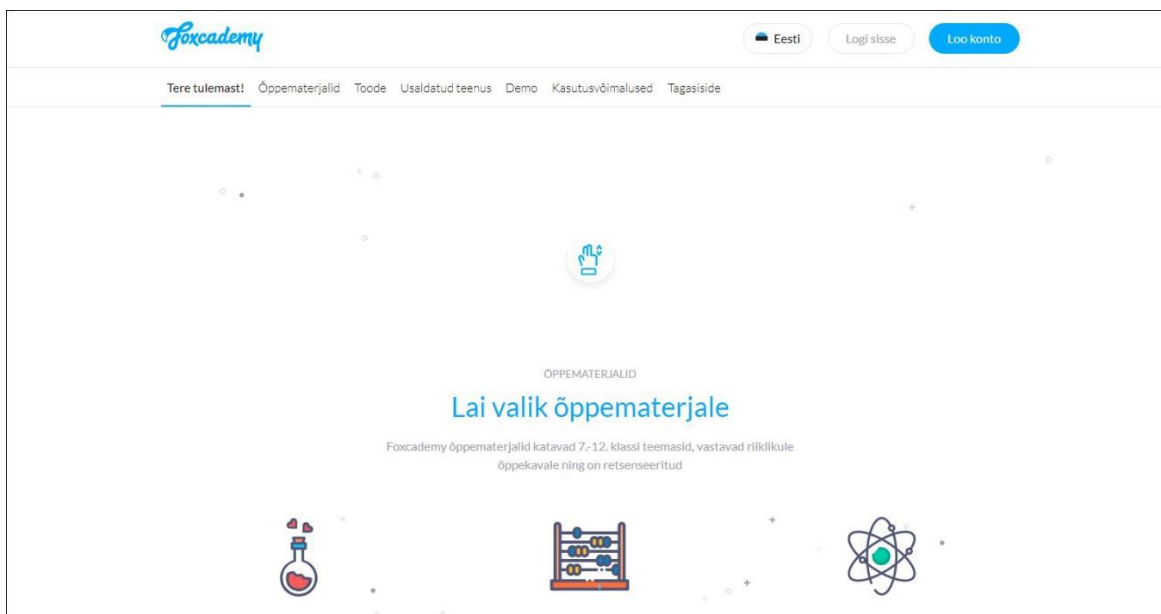 Foxcademy
Eesti
Logi sisse
Loo konto
Tere tulemast! Õppematerjalid Toode Usaldatud teenus Demo Kasutusvõimalused Tagasiside
ÕPPEMATERJALID
Lai valik õppematerjale
Foxcademy õppematerjalid katavad 7.-12. klassi teemasid, vastavad riiklikule
õppekavale ning on retsenseeritud